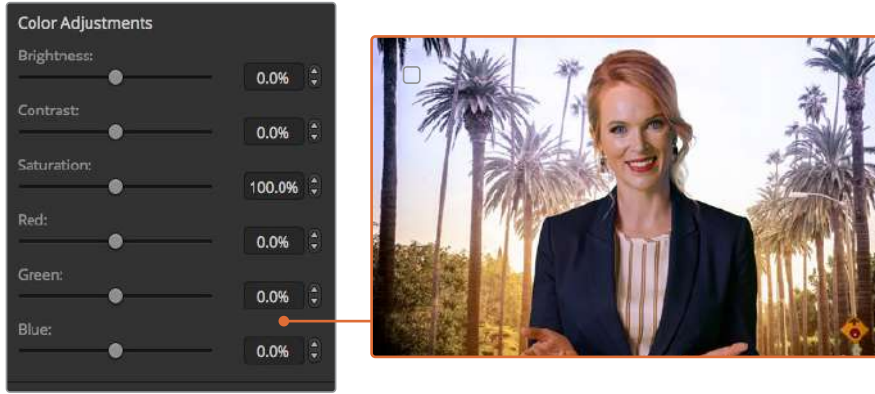 Color Adjustments
Brightness:
0.0%
Contrast:
0.0%
Saturation:
100.0%
Red:
0.0%
Green:
0.0%
Blue:
0.0%